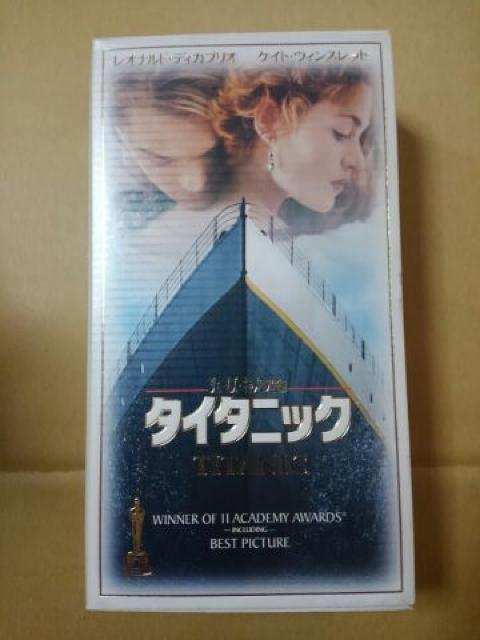 レオナルド・ディカプリオ ケイト・ウィンスレット
タイタニック
TITANIC
WINNER OF 11 ACADEMY AWARDS®
INCLUDING
BEST PICTURE